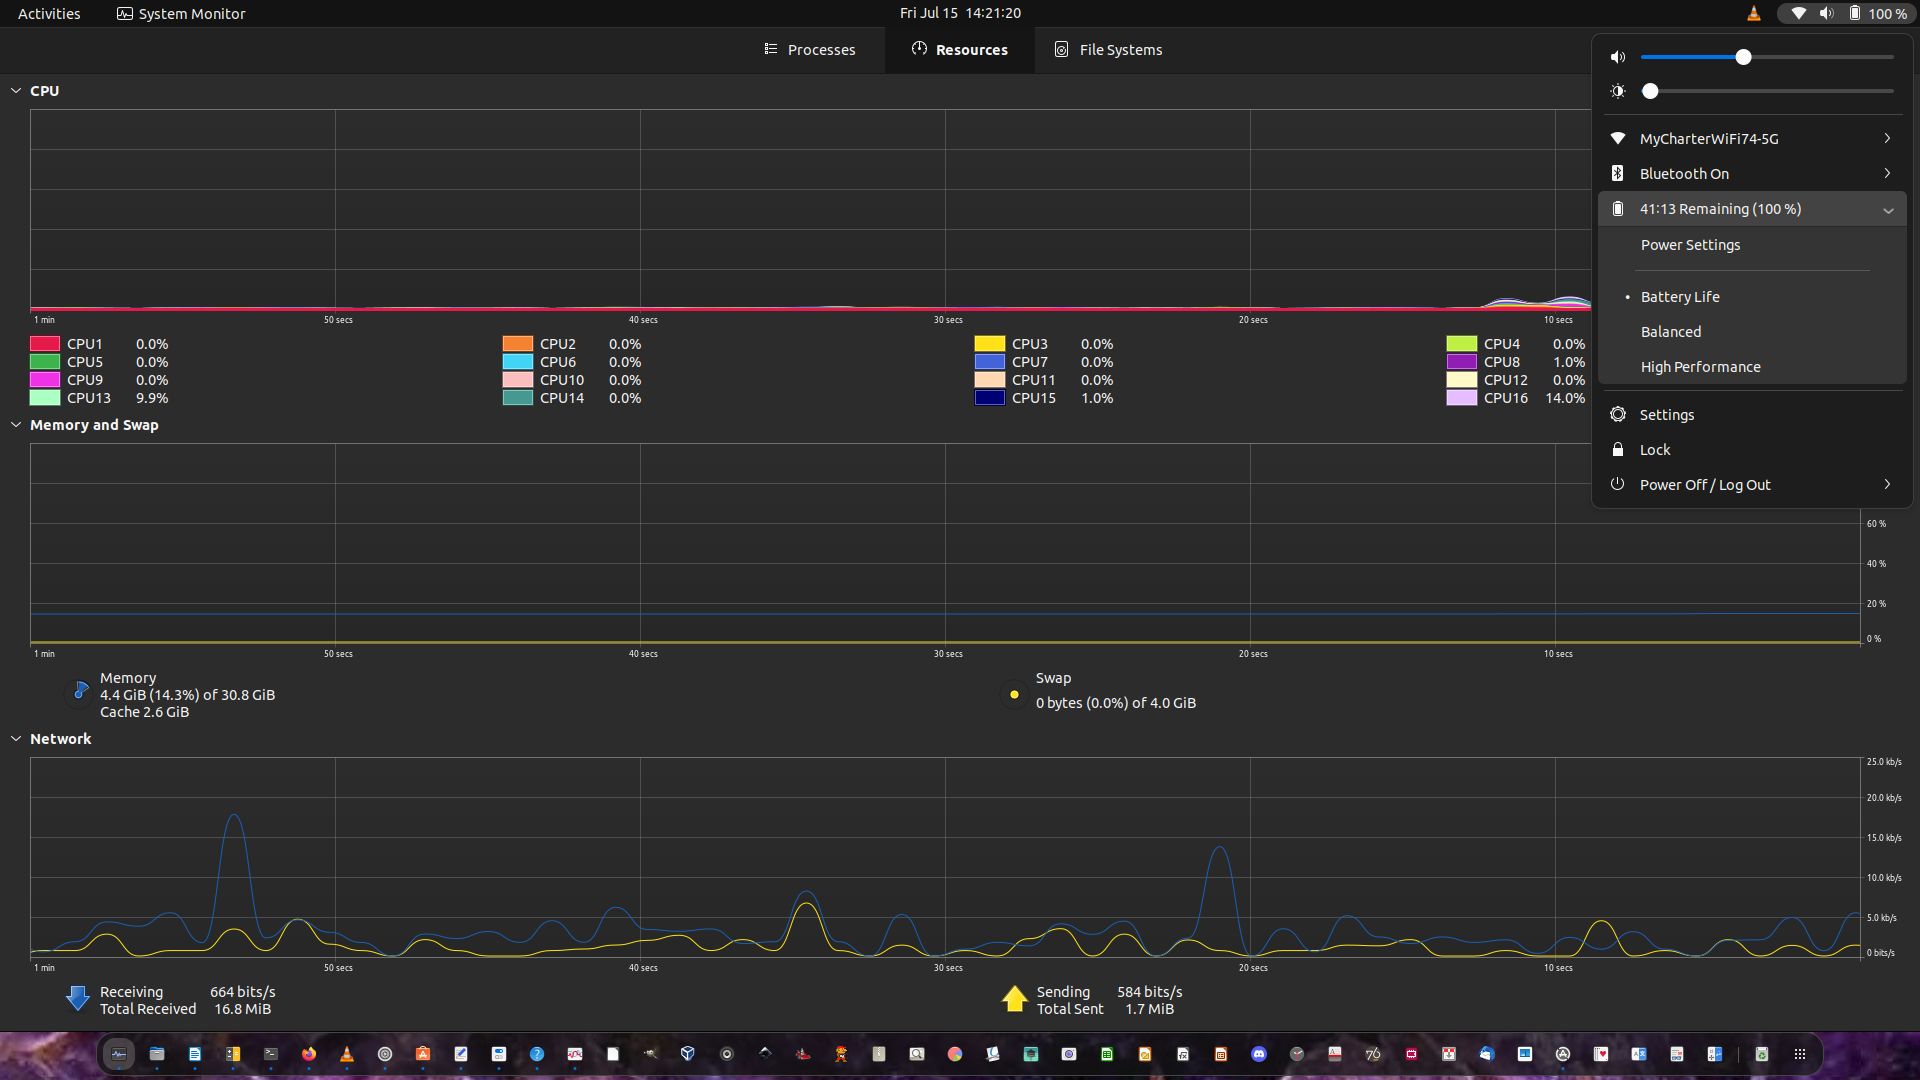 Activities
System Monitor
Fri Jul 15 14:21:20
100 %
Processes
Resources
File Systems
CPU
1 min 50 secs 40 secs 30 secs 20 secs 10 secs
CPU1 0.0% CPU2 0.0% CPU3 0.0% CPU4 0.0%
CPU5 0.0% CPU6 0.0% CPU7 0.0% CPU8 1.0%
CPU9 0.0% CPU10 0.0% CPU11 0.0% CPU12 0.0%
CPU13 9.9% CPU14 0.0% CPU15 1.0% CPU16 14.0%
MyCharterWiFi74-5G
Bluetooth On
41:13 Remaining (100 %)
Power Settings
• Battery Life
Balanced
High Performance
Settings
Lock
Power Off / Log Out
Memory and Swap
60 %
40 %
20 %
0 %
1 min 50 secs 40 secs 30 secs 20 secs 10 secs
Memory
4.4 GiB (14.3%) of 30.8 GiB
Cache 2.6 GiB
Swap
0 bytes (0.0%) of 4.0 GiB
Network
25.0 kb/s
20.0 kb/s
15.0 kb/s
10.0 kb/s
5.0 kb/s
0 bits/s
1 min 50 secs 40 secs 30 secs 20 secs 10 secs
Receiving 664 bits/s
Total Received 16.8 MiB
Sending 584 bits/s
Total Sent 1.7 MiB
76